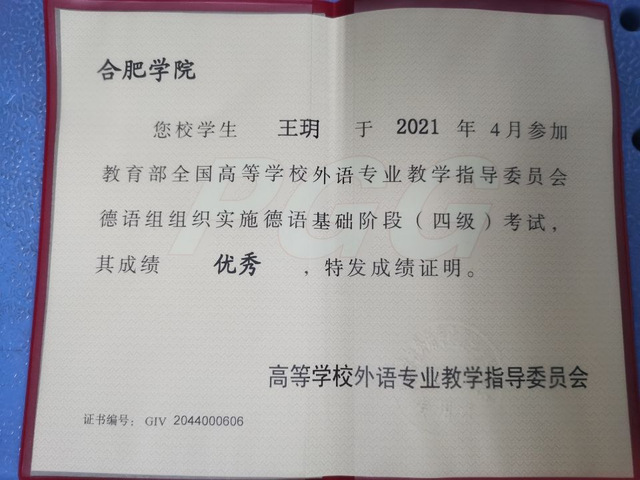 合肥学院
您校学生 王玥 于 2021 年 4月参加
教育部全国高等学校外语专业教学指导委员会
德语组组织实施德语基础阶段（四级）考试，
其成绩 优秀 ，特发成绩证明。
高等学校外语专业教学指导委员会
证书编号： GIV 2044000606
PGG